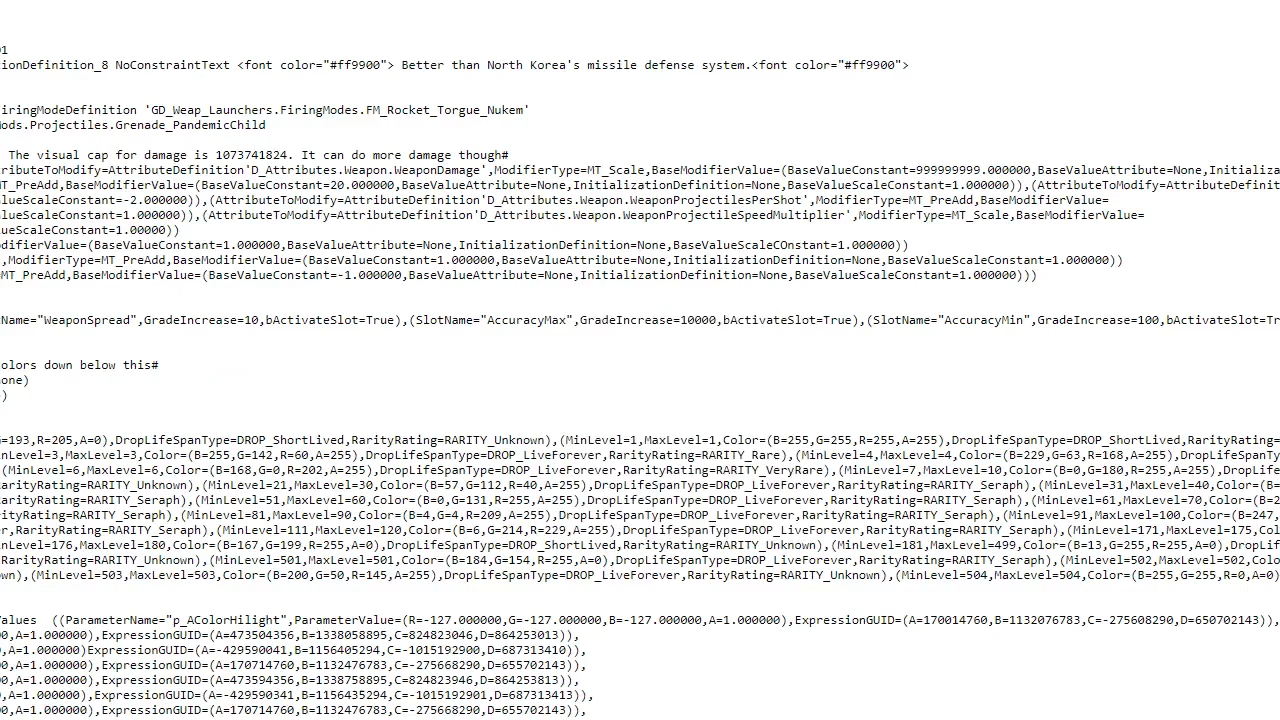 01
ionDefinition_8 NoConstraintText <font color="#ff9900"> Better than North Korea's missile defense system.<font color="#ff9900">
iringModeDefinition 'GD_Weap_Launchers.FiringModes.FM_Rocket_Torgue_Nukem'
Mods.Projectiles.Grenade_PandemicChild
The visual cap for damage is 1073741824. It can do more damage though#
tributeToModify=AttributeDefinition'D_Attributes.Weapon.WeaponDamage',ModifierType=MT_Scale,BaseModifierValue=(BaseValueConstant=999999999.000000,BaseValueAttribute=None,Initializa
MT_PreAdd,BaseModifierValue=(BaseValueConstant=20.000000,BaseValueAttribute=None,InitializationDefinition=None,BaseValueScaleConstant=1.000000)),(AttributeToModify=AttributeDefinit
alueScaleConstant=-2.000000)),(AttributeToModify=AttributeDefinition'D_Attributes.Weapon.WeaponProjectilesPerShot',ModifierType=MT_PreAdd,BaseModifierValue=
alueScaleConstant=1.000000)),(AttributeToModify=AttributeDefinition'D_Attributes.Weapon.WeaponProjectileSpeedMultiplier',ModifierType=MT_Scale,BaseModifierValue=
ueScaleConstant=1.00000))
difierValue=(BaseValueConstant=1.000000,BaseValueAttribute=None,InitializationDefinition=None,BaseValueScaleCOnstant=1.000000))
,ModifierType=MT_PreAdd,BaseModifierValue=(BaseValueConstant=1.000000,BaseValueAttribute=None,InitializationDefinition=None,BaseValueScaleConstant=1.000000))
=MT_PreAdd,BaseModifierValue=(BaseValueConstant=-1.000000,BaseValueAttribute=None,InitializationDefinition=None,BaseValueScaleConstant=1.000000)))
tName="WeaponSpread",GradeIncrease=10,bActivateSlot=True),(SlotName="AccuracyMax",GradeIncrease=10000,bActivateSlot=True),(SlotName="AccuracyMin",GradeIncrease=100,bActivateSlot=Tr
olors down below this#
one)
))
G=193,R=205,A=0),DropLifeSpanType=DROP_ShortLived,RarityRating=RARITY_Unknown),(MinLevel=1,MaxLevel=1,Color=(B=255,G=255,R=255,A=255),DropLifeSpanType=DROP_ShortLived,RarityRating=
nLevel=3,MaxLevel=3,Color=(B=255,G=142,R=60,A=255),DropLifeSpanType=DROP_LiveForever,RarityRating=RARITY_Rare),(MinLevel=4,MaxLevel=4,Color=(B=229,G=63,R=168,A=255),DropLifeSpanTy
(MinLevel=6,MaxLevel=6,Color=(B=168,G=0,R=202,A=255),DropLifeSpanType=DROP_LiveForever,RarityRating=RARITY_VeryRare),(MinLevel=7,MaxLevel=10,Color=(B=0,G=180,R=255,A=255),DropLife
arityRating=RARITY_Unknown),(MinLevel=21,MaxLevel=30,Color=(B=57,G=112,R=40,A=255),DropLifeSpanType=DROP_LiveForever,RarityRating=RARITY_Seraph),(MinLevel=31,MaxLevel=40,Color=(B=
arityRating=RARITY_Seraph),(MinLevel=51,MaxLevel=60,Color=(B=0,G=131,R=255,A=255),DropLifeSpanType=DROP_LiveForever,RarityRating=RARITY_Seraph),(MinLevel=61,MaxLevel=70,Color=(B=2
rityRating=RARITY_Seraph),(MinLevel=81,MaxLevel=90,Color=(B=4,G=4,R=209,A=255),DropLifeSpanType=DROP_LiveForever,RarityRating=RARITY_Seraph),(MinLevel=91,MaxLevel=100,Color=(B=247,
er,RarityRating=RARITY_Seraph),(MinLevel=111,MaxLevel=120,Color=(B=6,G=214,R=229,A=255),DropLifeSpanType=DROP_LiveForever,RarityRating=RARITY_Seraph),(MinLevel=171,MaxLevel=175,Col
nLevel=176,MaxLevel=180,Color=(B=167,G=199,R=255,A=0),DropLifeSpanType=DROP_ShortLived,RarityRating=RARITY_Unknown),(MinLevel=181,MaxLevel=499,Color=(B=13,G=255,R=255,A=0),DropLif
RarityRating=RARITY_Unknown),(MinLevel=501,MaxLevel=501,Color=(B=184,G=154,R=255,A=0),DropLifeSpanType=DROP_LiveForever,RarityRating=RARITY_Seraph),(MinLevel=502,MaxLevel=502,Colo
own),(MinLevel=503,MaxLevel=503,Color=(B=200,G=50,R=145,A=255),DropLifeSpanType=DROP_LiveForever,RarityRating=RARITY_Unknown),(MinLevel=504,MaxLevel=504,Color=(B=255,G=255,R=0,A=0)
Values ((ParameterName="p_AColorHilight",ParameterValue=(R=-127.000000,G=-127.000000,B=-127.000000,A=1.000000),ExpressionGUID=(A=170014760,B=1132076783,C=-275608290,D=650702143)),
00,A=1.000000),ExpressionGUID=(A=473504356,B=1338058895,C=824823046,D=864253013)),
0,A=1.000000)ExpressionGUID=(A=-429590041,B=1156405294,C=-1015192900,D=687313410)),
00,A=1.000000),ExpressionGUID=(A=170714760,B=1132476783,C=-275668290,D=655702143)),
00,A=1.000000),ExpressionGUID=(A=473594356,B=1338758895,C=824823946,D=864253813)),
0,A=1.000000),ExpressionGUID=(A=-429590341,B=1156435294,C=-1015192901,D=687313413)),
00,A=1.000000),ExpressionGUID=(A=170714760,B=1132476783,C=-275668290,D=655702143)),